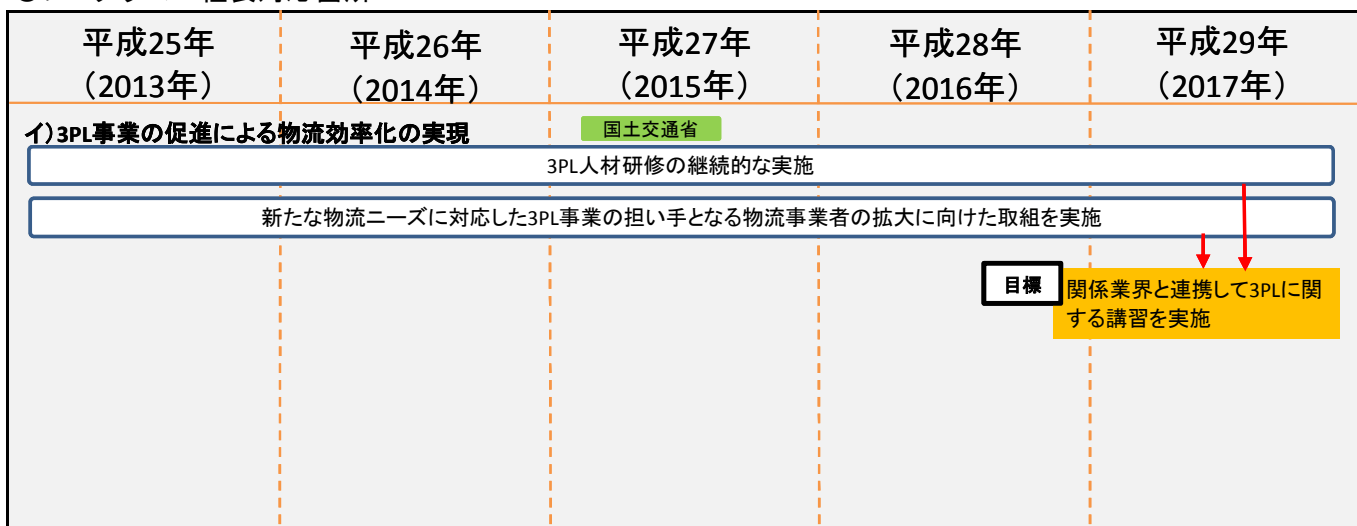 平成25年
(2013年)
平成26年
(2014年)
平成27年
(2015年)
平成28年
(2016年)
平成29年
(2017年)
イ)3PL事業の促進による物流効率化の実現
国土交通省
3PL人材研修の継続的な実施
新たな物流ニーズに対応した3PL事業の担い手となる物流事業者の拡大に向けた取組を実施
目標
関係業界と連携して3PLに関
する講習を実施